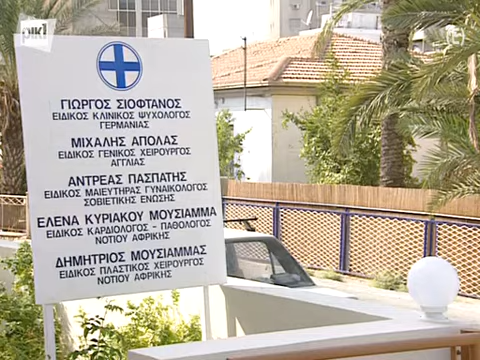 ρικ1
ΓΙΩΡΓΟΣ ΣΙΟΦΤΑΝΟΣ
ΕΙΔΙΚΟΣ ΚΛΙΝΙΚΟΣ ΨΥΧΟΛΟΓΟΣ
ΓΕΡΜΑΝΙΑΣ
ΜΙΧΑΛΗΣ ΑΠΟΛΑΣ
ΕΙΔΙΚΟΣ ΓΕΝΙΚΟΣ ΧΕΙΡΟΥΡΓΟΣ
ΑΓΓΛΙΑΣ
ΑΝΤΡΕΑΣ ΠΑΣΠΑΤΗΣ
ΕΙΔΙΚΟΣ ΜΑΙΕΥΤΗΡΑΣ ΓΥΝΑΙΚΟΛΟΓΟΣ
ΣΟΒΙΕΤΙΚΗΣ ΕΝΩΣΗΣ
ΕΛΕΝΑ ΚΥΡΙΑΚΟΥ ΜΟΥΣΙΑΜΜΑ
ΕΙΔΙΚΟΣ ΚΑΡΔΙΟΛΟΓΟΣ - ΠΑΘΟΛΟΓΟΣ
ΝΟΤΙΟΥ ΑΦΡΙΚΗΣ
ΔΗΜΗΤΡΙΟΣ ΜΟΥΣΙΑΜΜΑΣ
ΕΙΔΙΚΟΣ ΠΛΑΣΤΙΚΟΣ ΧΕΙΡΟΥΡΓΟΣ
ΝΟΤΙΟΥ ΑΦΡΙΚΗΣ